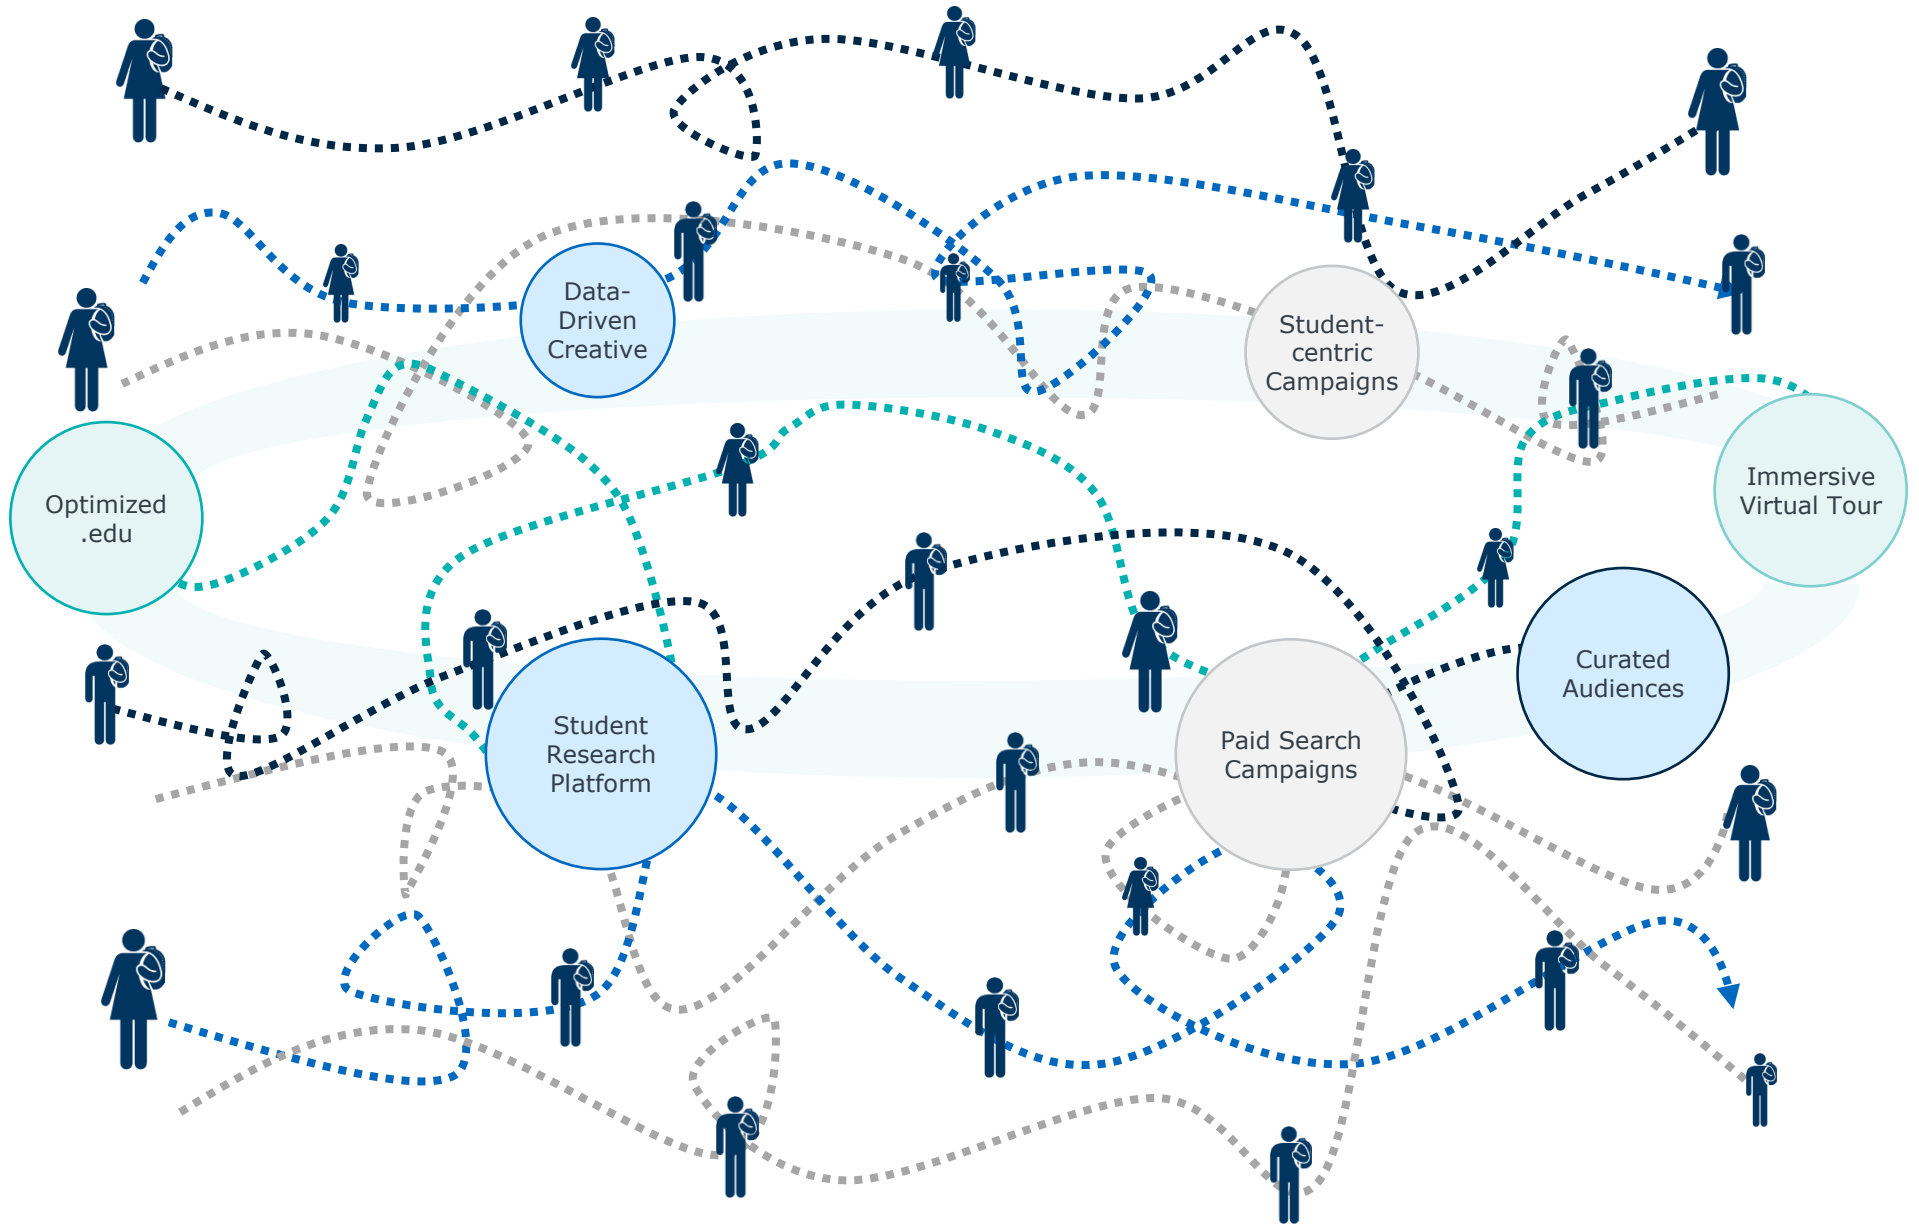 Data-
Driven
Creative
Student-
centric
Campaigns
Optimized
.edu
Immersive
Virtual Tour
Curated
Audiences
Student
Research
Platform
Paid Search
Campaigns